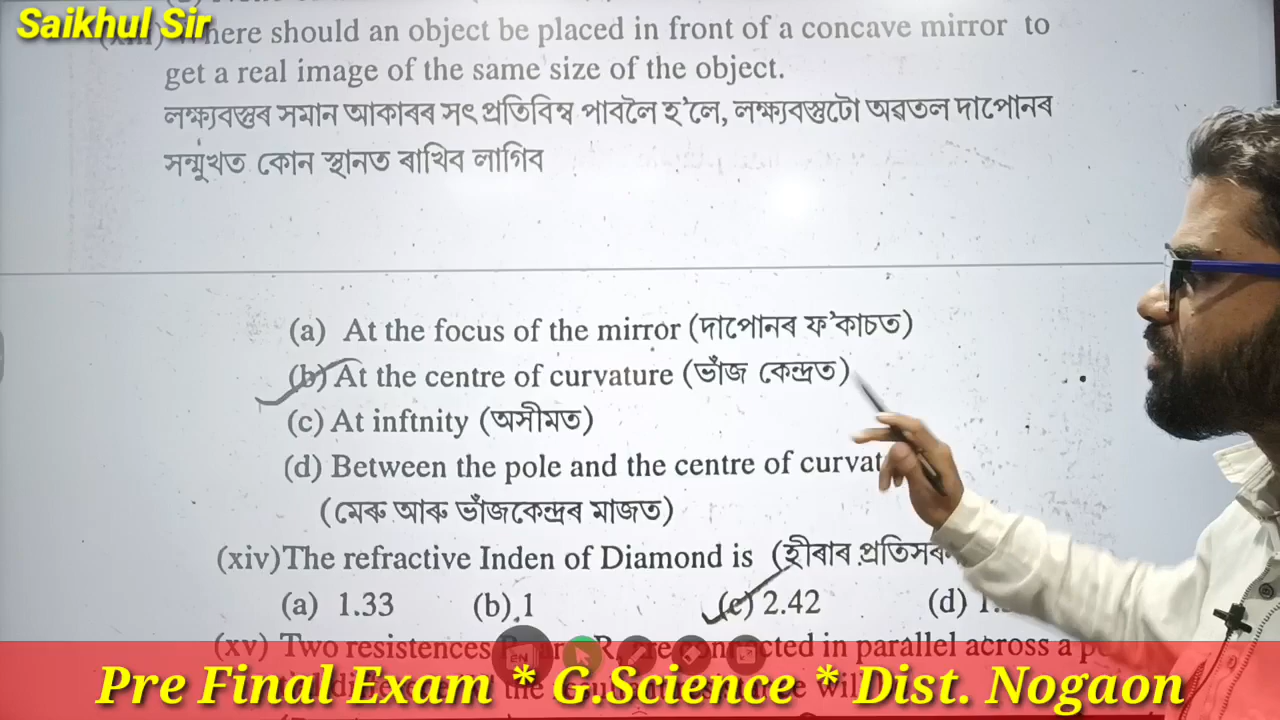 Saikhul Sir
(xiii) Where should an object be placed in front of a concave mirror to
get a real image of the same size of the object.
লক্ষ্যবস্তুৰ সমান আকাৰৰ সৎ প্ৰতিবিম্ব পাবলৈ হ'লে, লক্ষ্যবস্তুটো অৱতল দাপোনৰ
সন্মুখত কোন স্থানত ৰাখিব লাগিব
(a) At the focus of the mirror (দাপোনৰ ফ'কাচত)
(b) At the centre of curvature (ভাঁজ কেন্দ্ৰত)
(c) At inftnity (অসীমত)
(d) Between the pole and the centre of
(মেৰু আৰু ভাঁজকেন্দ্ৰৰ মাজত)
(xiv) The refractive Inden of Diamond is (হীৰাৰ
(a) 1.33 (b) 1 (c) 2.42 (d)
(xv) Two resistences in parallel across a
Pre Final Exam * G.Science * Dist. Nogaon